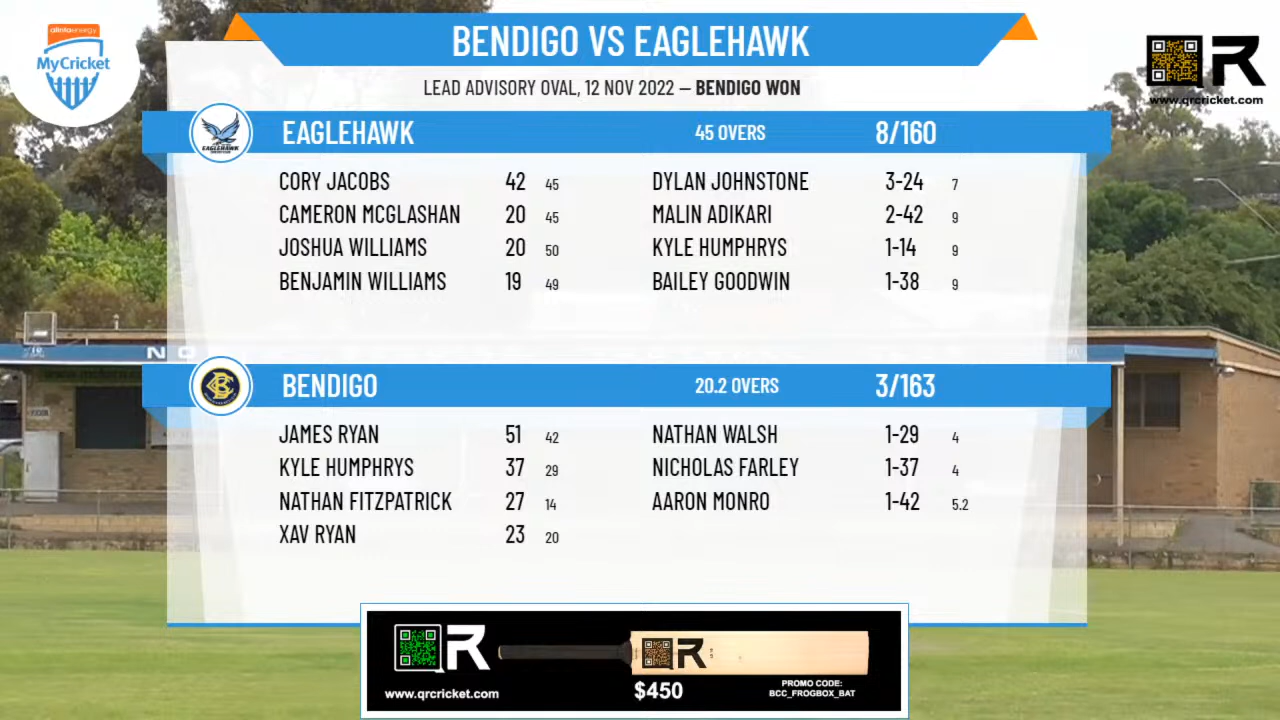 alintaenergy
MyCricket
BENDIGO VS EAGLEHAWK
LEAD ADVISORY OVAL, 12 NOV 2022 – BENDIGO WON
R
www.qrcricket.com
EAGLEHAWK
EAGLEHAWK 45 OVERS 8/160
CORY JACOBS 42 45 DYLAN JOHNSTONE 3-24 7
CAMERON MCGLASHAN 20 45 MALIN ADIKARI 2-42 9
JOSHUA WILLIAMS 20 50 KYLE HUMPHRYS 1-14 9
BENJAMIN WILLIAMS 19 49 BAILEY GOODWIN 1-38 9
BENDIGO 20.2 OVERS 3/163
JAMES RYAN 51 42 NATHAN WALSH 1-29 4
KYLE HUMPHRYS 37 29 NICHOLAS FARLEY 1-37 4
NATHAN FITZPATRICK 27 14 AARON MONRO 1-42 5.2
XAV RYAN 23 20
R
R
www.qrcricket.com
$450
PROMO CODE:
BCC_FROGBOX_BAT